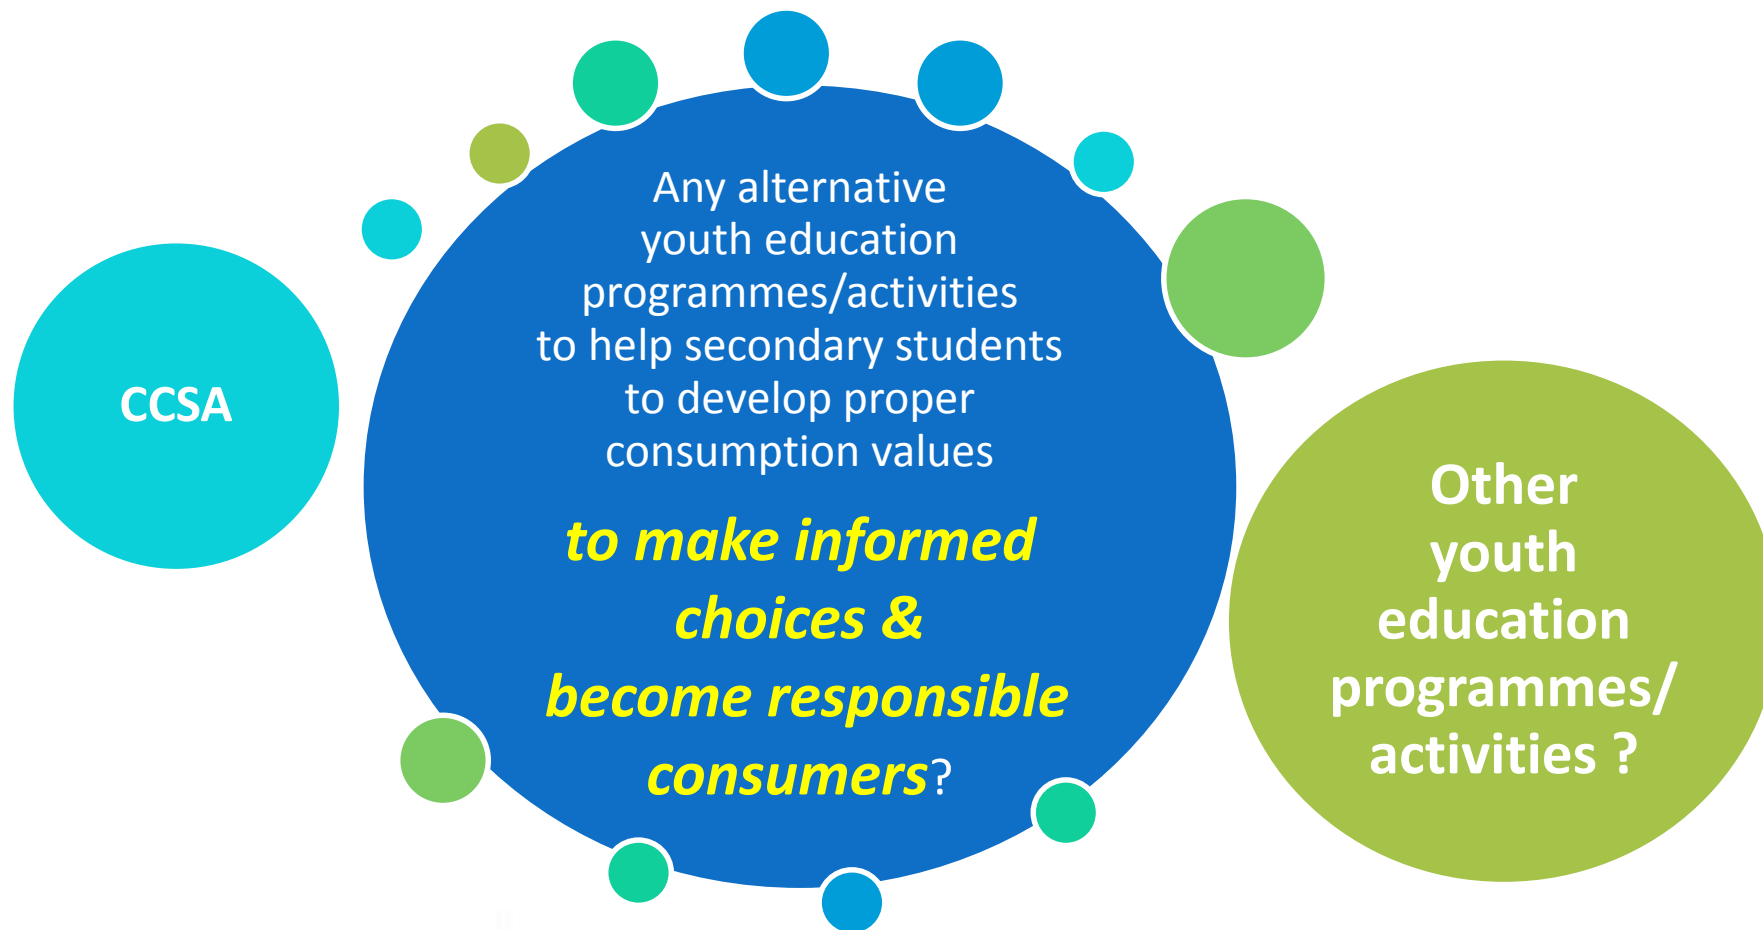 CCSA
Any alternative
youth education
programmes/activities
to help secondary students
to develop proper
consumption values
to make informed
choices &
become responsible
consumers?
Other
youth
education
programmes/
activities ?